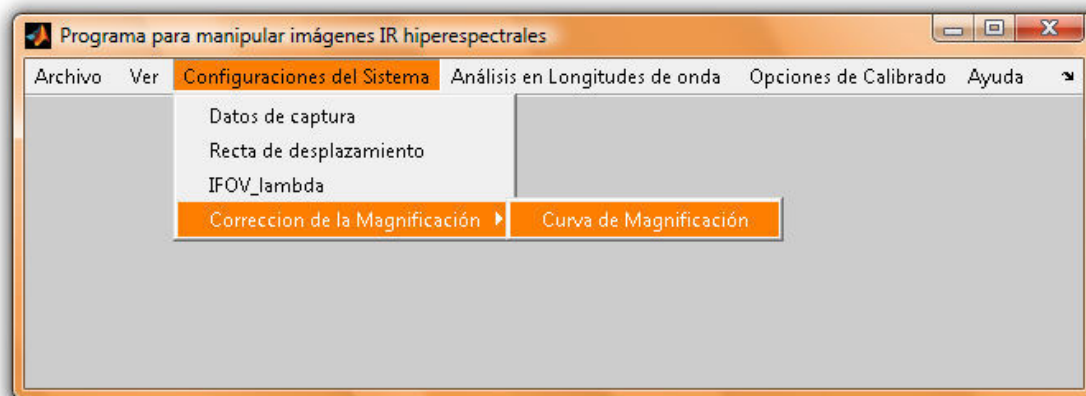 Programa para manipular imágenes IR hiperespectrales
Archivo Ver Configuraciones del Sistema Análisis en Longitudes de onda Opciones de Calibrado Ayuda
Datos de captura
Recta de desplazamiento
IFOV_lambda
Correccion de la Magnificación Curva de Magnificación